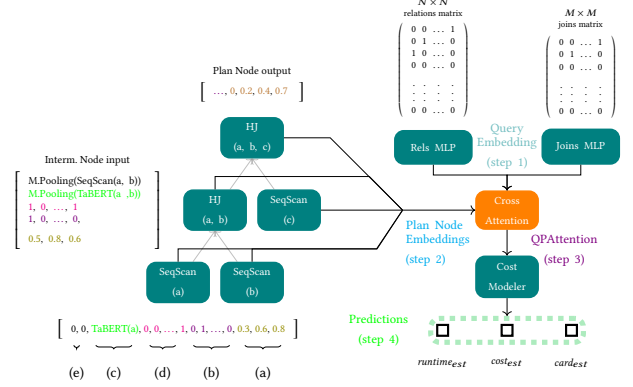 N × N
relations matrix
0 0 … 1
0 1 … 0
1 0 … 0
0 0 … 0
. . . .
. . . .
. . . .
0 0 … 0
M × M
joins matrix
0 0 … 1
0 1 … 0
0 0 … 0
. . . .
. . . .
. . . .
0 0 … 0
Plan Node output
[ …, 0, 0.2, 0.4, 0.7 ]
HJ
(a, b, c)
Rels MLP
Query
Embedding
(step 1)
Joins MLP
Interm. Node input
M.Pooling(SeqScan(a, b))
M.Pooling(TaBERT(a .b))
1, 0, …, 1
1, 0, …, 0,
0.5, 0.8, 0.6
HJ
(a, b)
SeqScan
(c)
Cross
Attention
Plan Node
Embeddings
(step 2)
QPAttention
(step 3)
SeqScan
(a)
SeqScan
(b)
Cost
Modeler
[ 0, 0, TaBERT(a), 0, 0, …, 1, 0, 1, …, 0, 0.3, 0.6, 0.8 ]
Predictions
(step 4)
(e) (c) (d) (b) (a)
runtime_est cost_est card_est